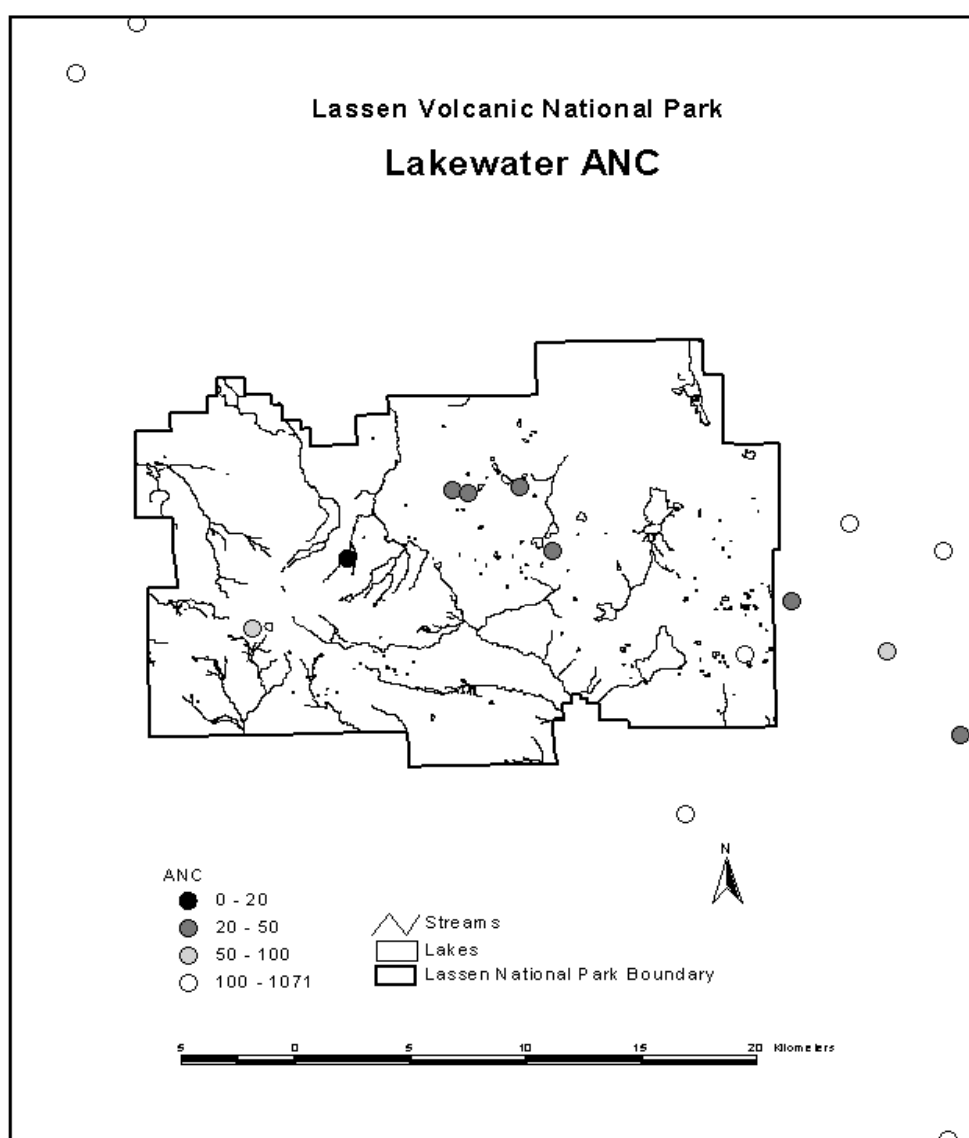 Lassen Volcanic National Park
Lakewater ANC
N
ANC
0 - 20
20 - 50
50 - 100
100 - 1071
Streams
Lakes
Lassen National Park Boundary
5 0 5 10 15 20 Kilometers